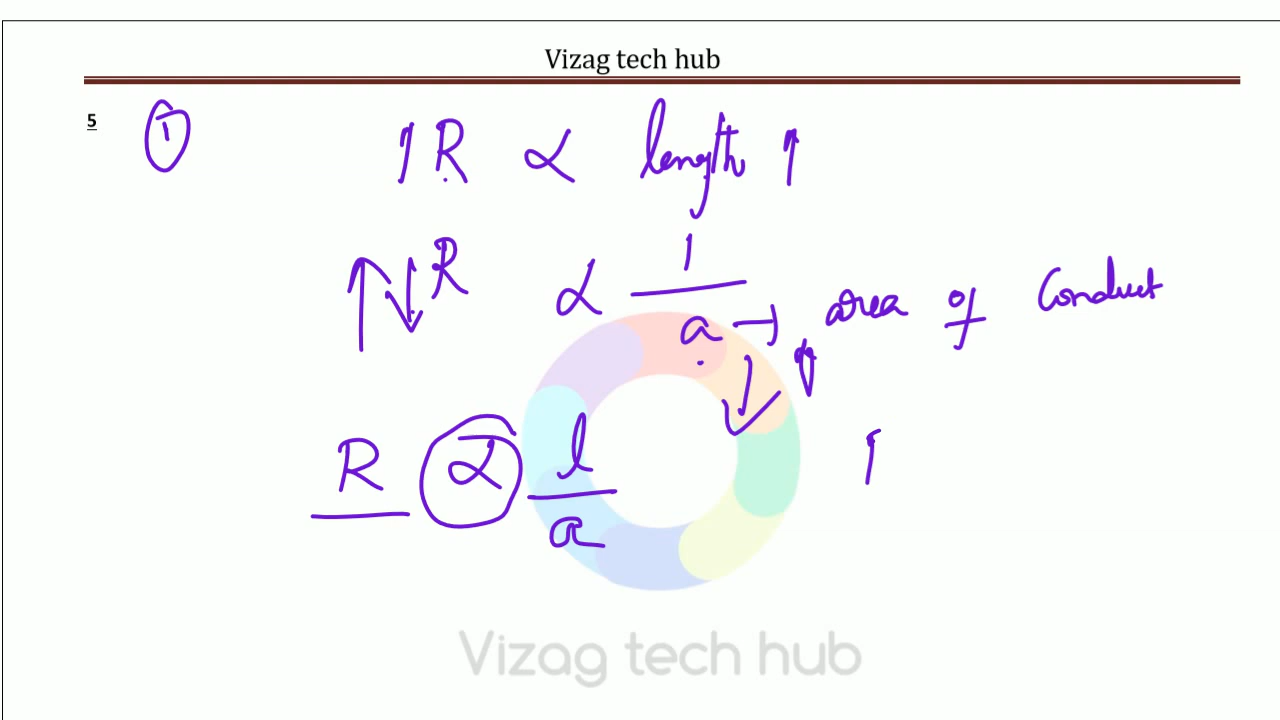 Vizag tech hub
5 1 ↑ R ∝ length ↑
↑↓ R ∝ 1/a → area of Conduct
R ∝ l/a
Vizag tech hub